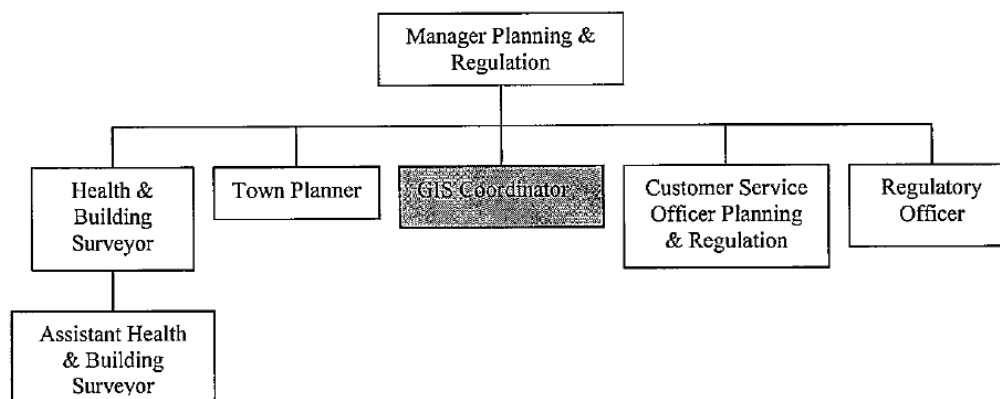 Manager Planning &
Regulation
Health &
Building
Surveyor
Town Planner
GIS Coordinator
Customer Service
Officer Planning
& Regulation
Regulatory
Officer
Assistant Health
& Building
Surveyor